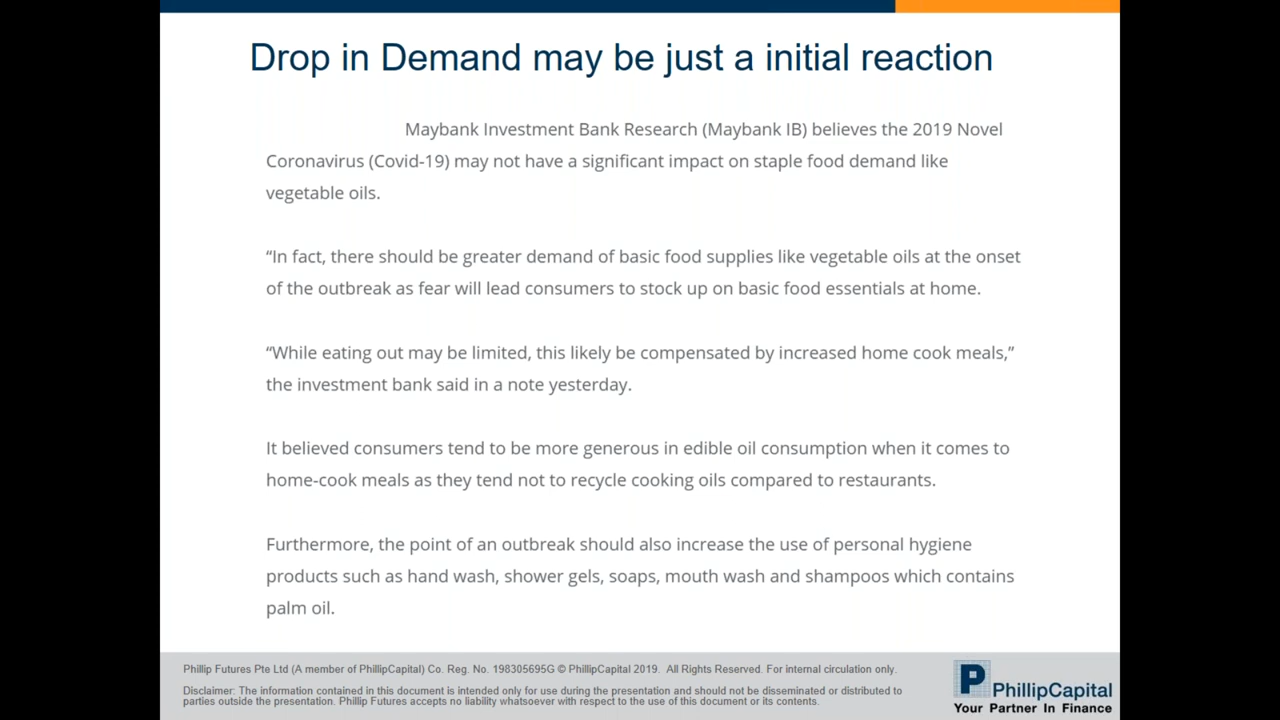 Drop in Demand may be just a initial reaction
Maybank Investment Bank Research (Maybank IB) believes the 2019 Novel
Coronavirus (Covid-19) may not have a significant impact on staple food demand like
vegetable oils.
“In fact, there should be greater demand of basic food supplies like vegetable oils at the onset
of the outbreak as fear will lead consumers to stock up on basic food essentials at home.
“While eating out may be limited, this likely be compensated by increased home cook meals,”
the investment bank said in a note yesterday.
It believed consumers tend to be more generous in edible oil consumption when it comes to
home-cook meals as they tend not to recycle cooking oils compared to restaurants.
Furthermore, the point of an outbreak should also increase the use of personal hygiene
products such as hand wash, shower gels, soaps, mouth wash and shampoos which contains
palm oil.
Phillip Futures Pte Ltd (A member of PhillipCapital) Co. Reg. No. 198305695G © PhillipCapital 2019. All Rights Reserved. For internal circulation only.
Disclaimer: The information contained in this document is intended only for use during the presentation and should not be disseminated or distributed to
parties outside the presentation. Phillip Futures accepts no liability whatsoever with respect to the use of this document or its contents.
P PhillipCapital
Your Partner In Finance